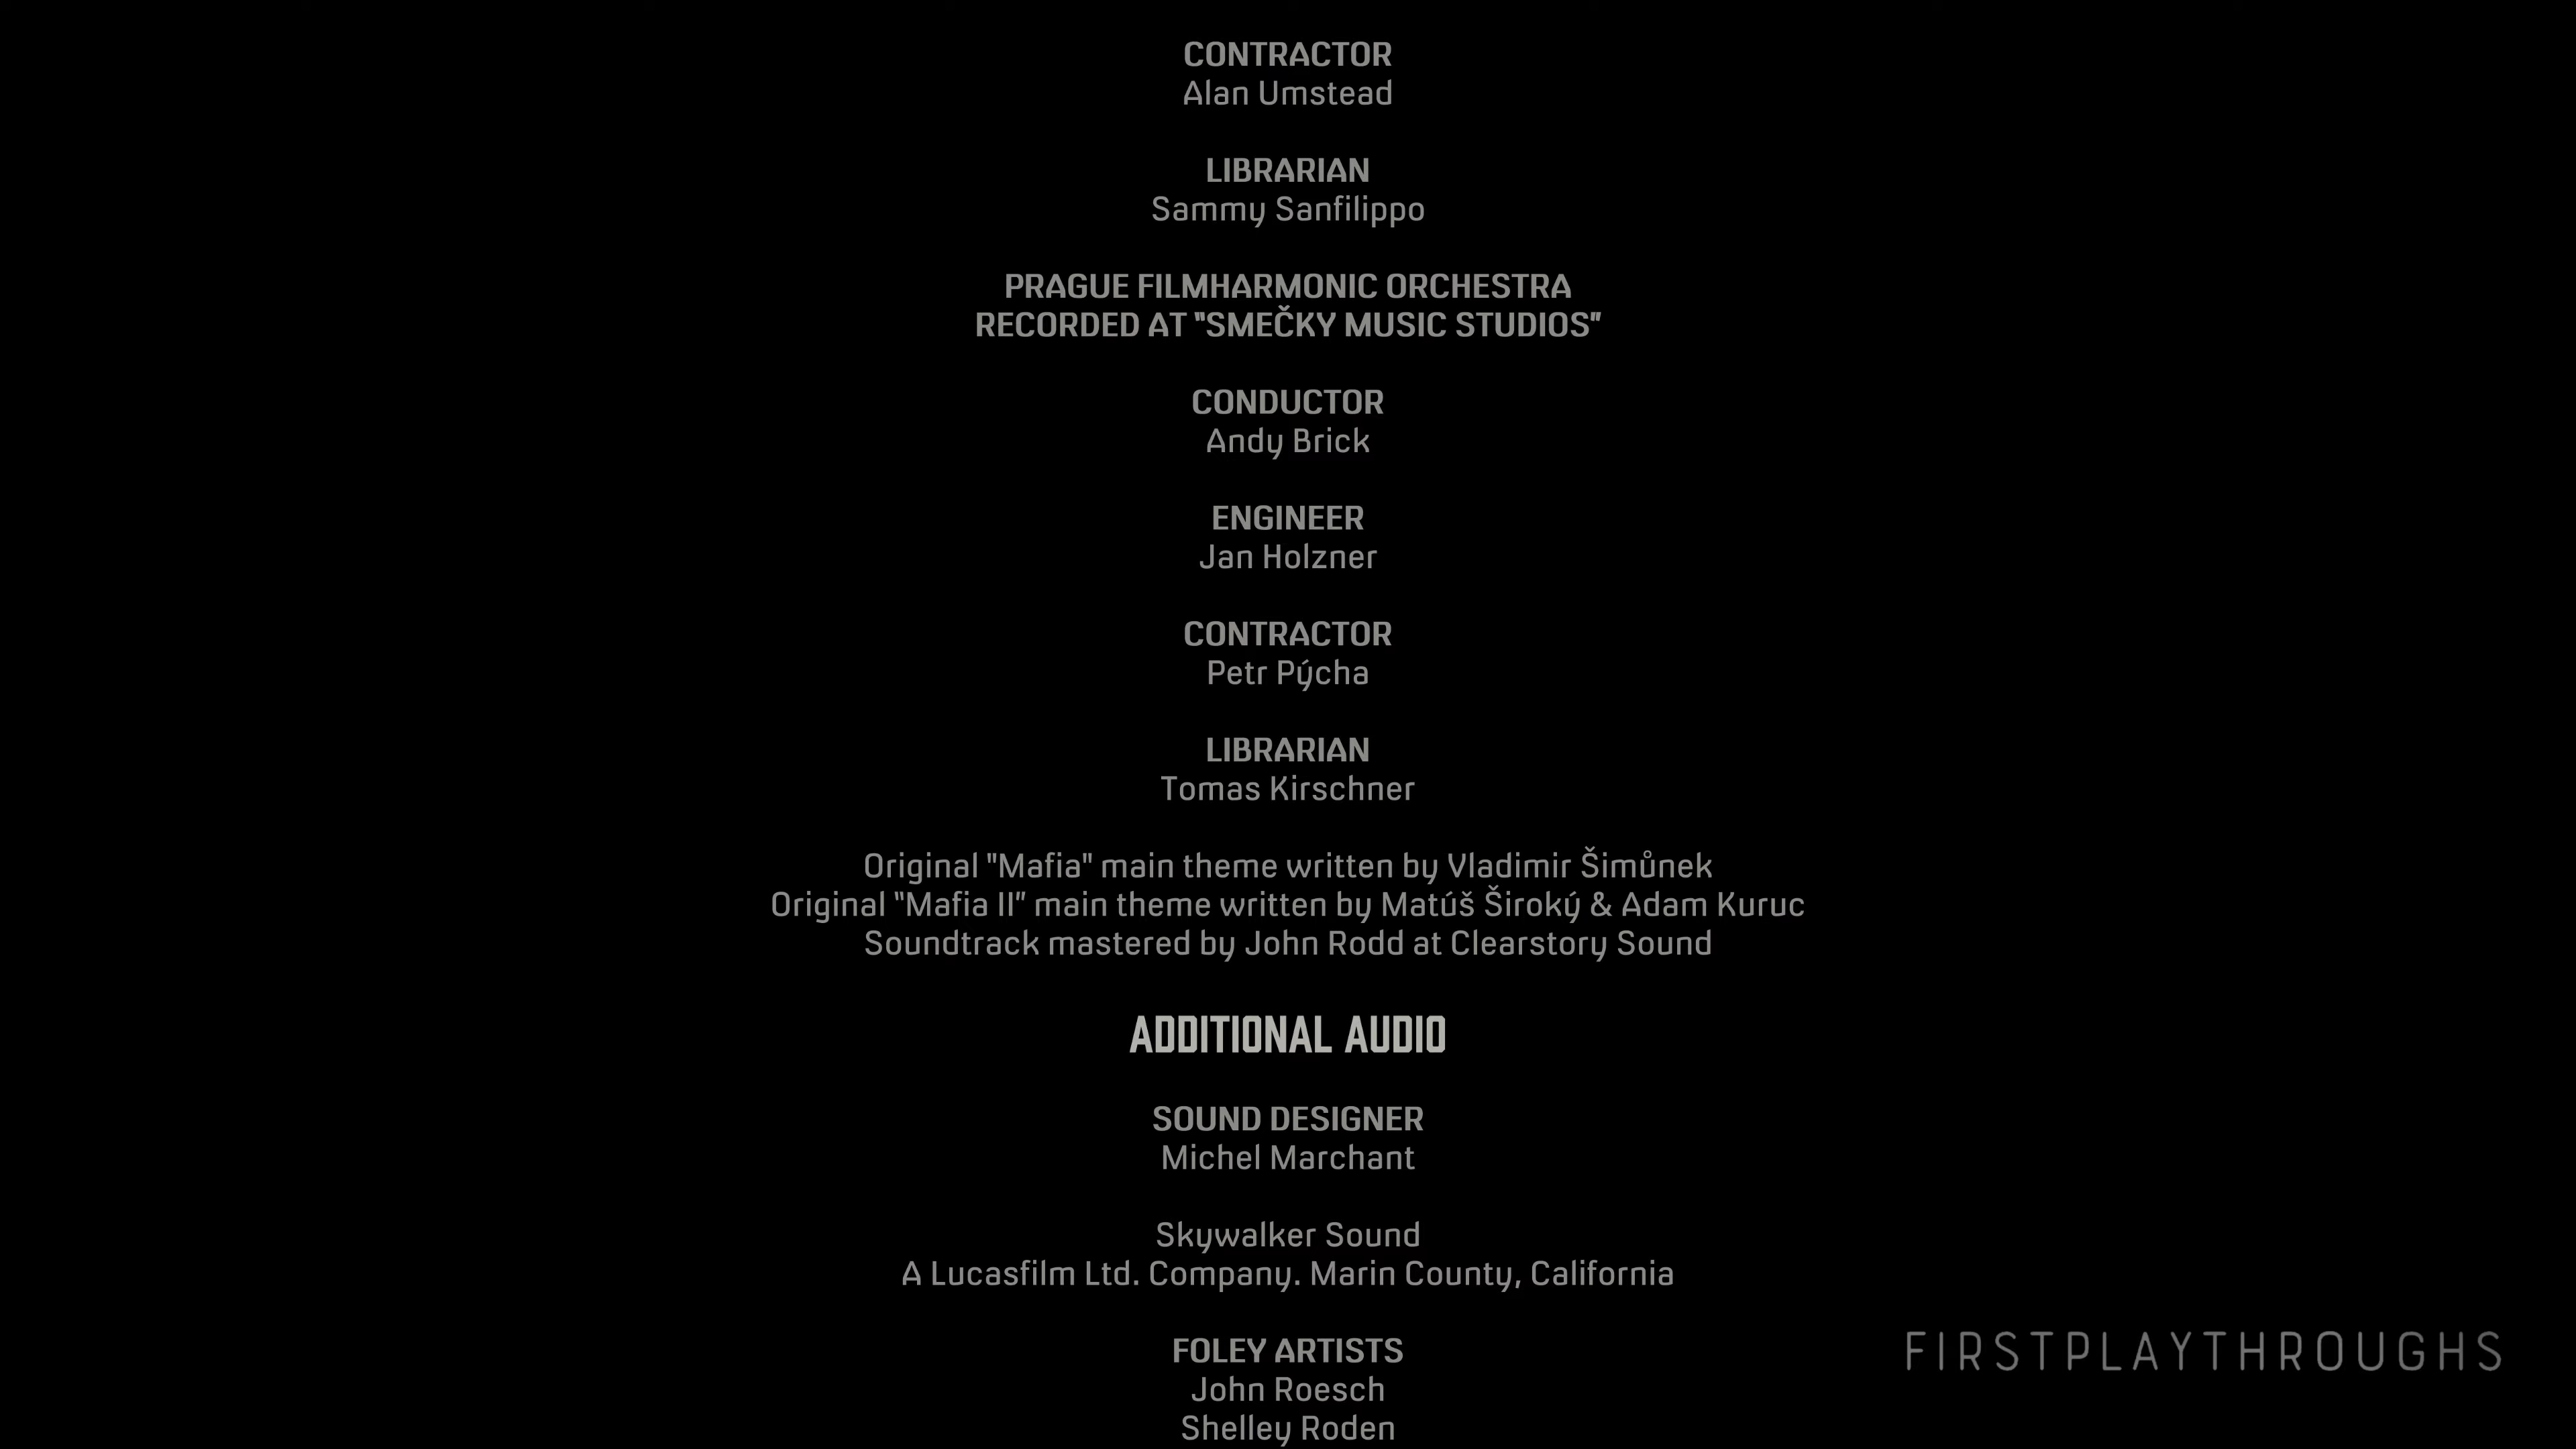 CONTRACTOR
Alan Umstead
LIBRARIAN
Sammy Sanfilippo
PRAGUE FILMHARMONIC ORCHESTRA
RECORDED AT "SMEČKY MUSIC STUDIOS"
CONDUCTOR
Andy Brick
ENGINEER
Jan Holzner
CONTRACTOR
Petr Pýcha
LIBRARIAN
Tomas Kirschner
Original "Mafia" main theme written by Vladimir Šimůnek
Original “Mafia II” main theme written by Matúš Široký & Adam Kuruc
Soundtrack mastered by John Rodd at Clearstory Sound
ADDITIONAL AUDIO
SOUND DESIGNER
Michel Marchant
Skywalker Sound
A Lucasfilm Ltd. Company. Marin County, California
FOLEY ARTISTS
John Roesch
Shelley Roden
FIRSTPLAYTHROUGHS